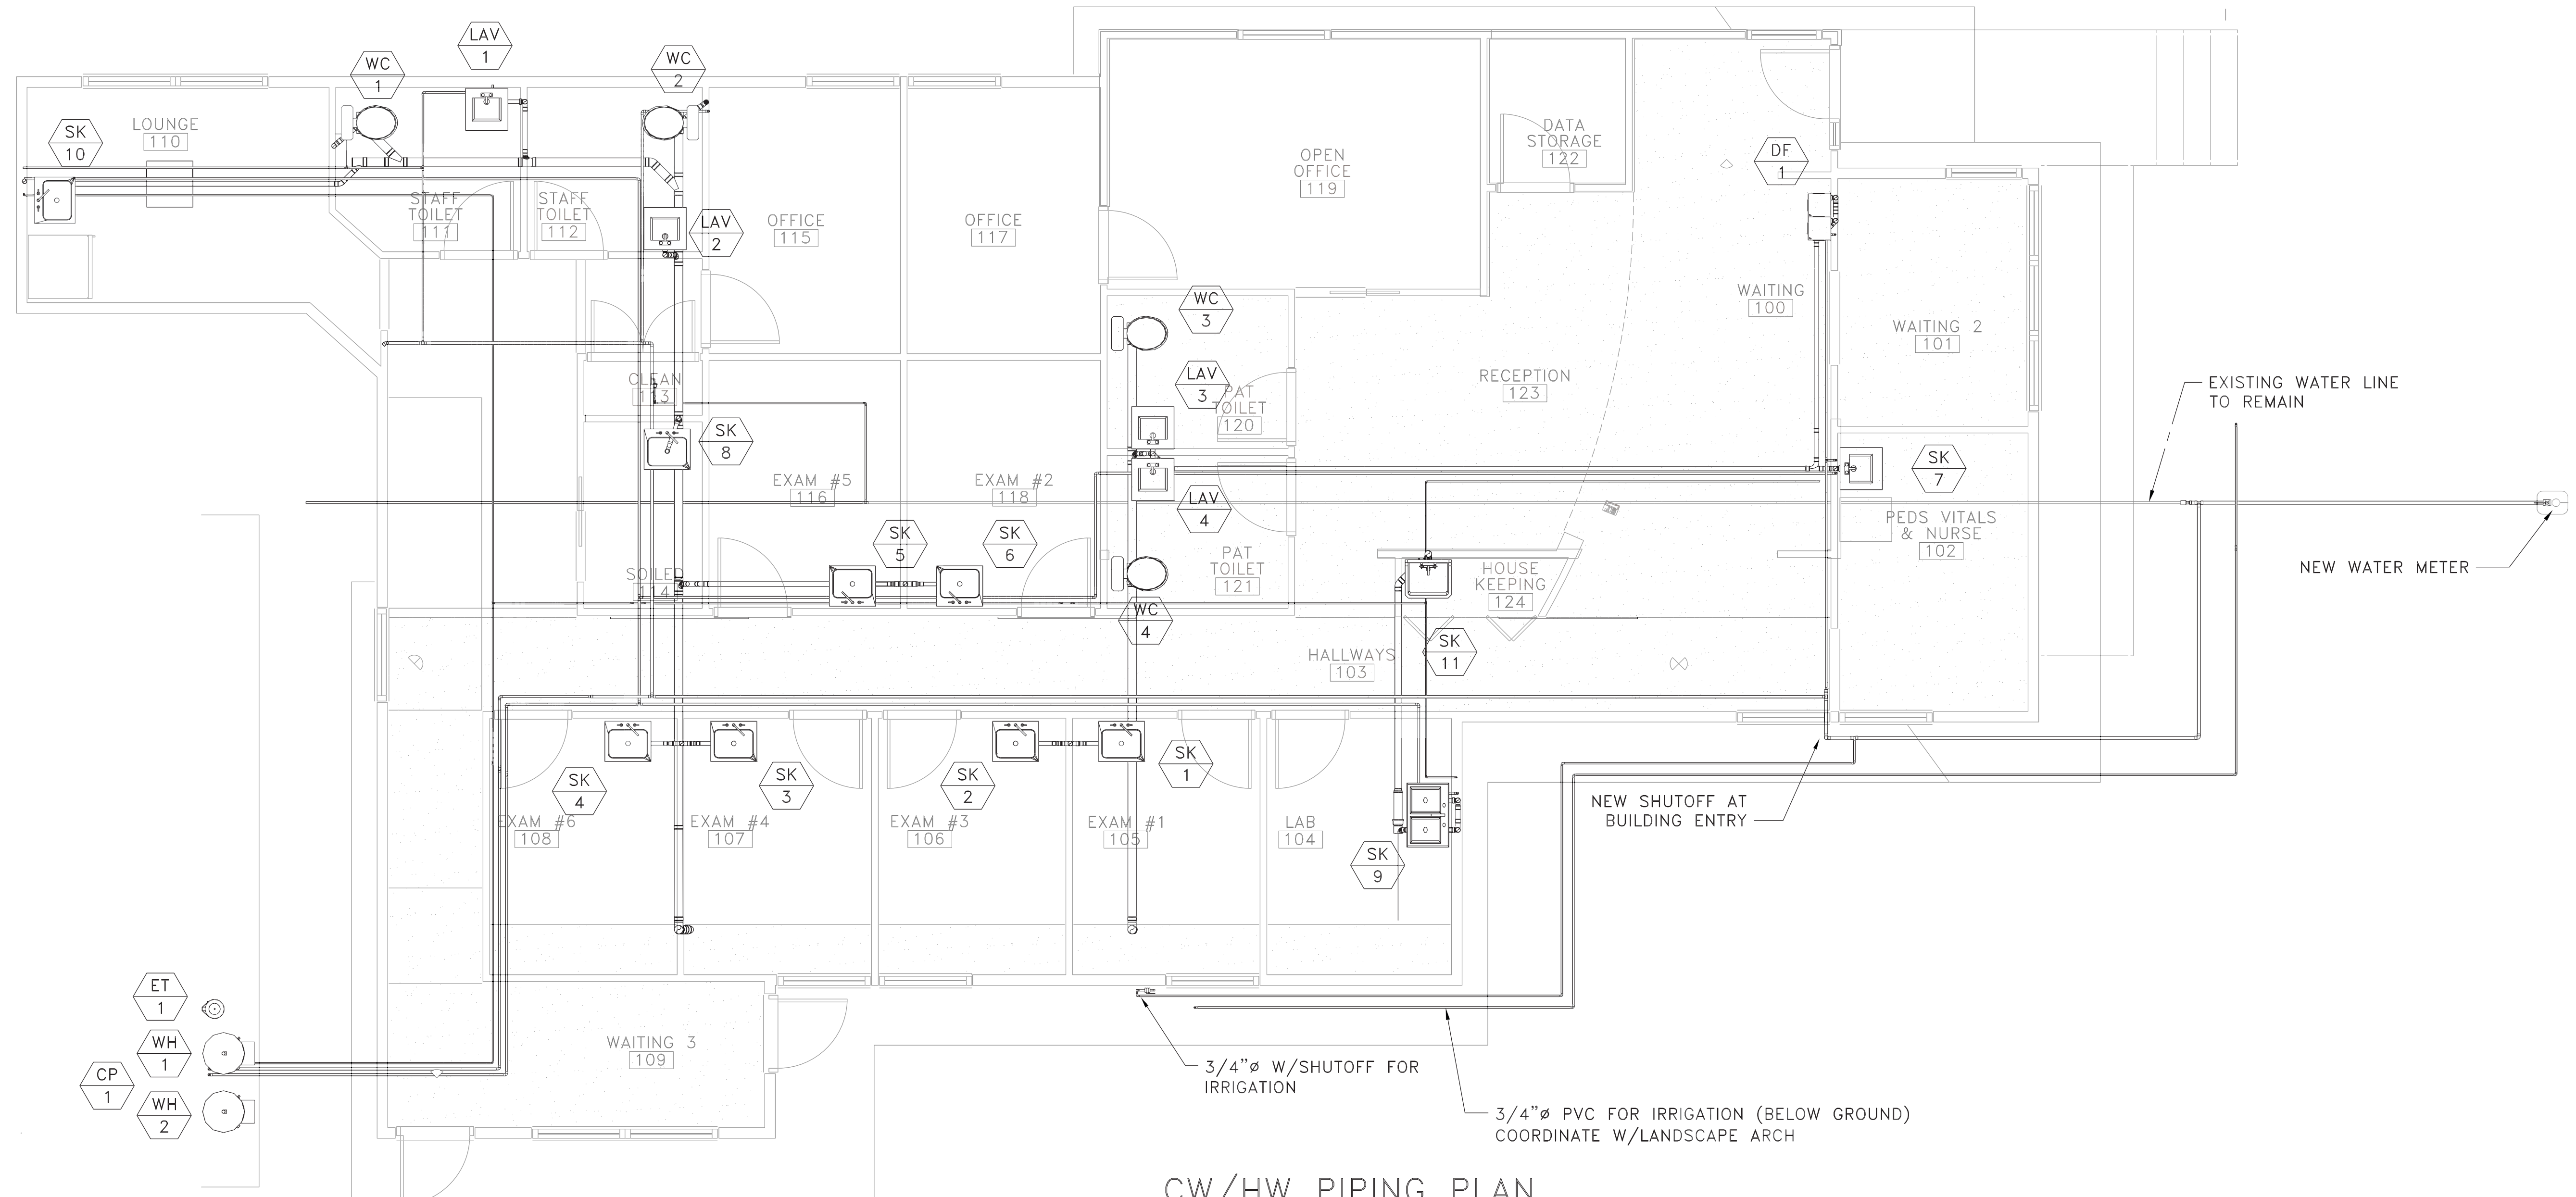 LAV
1
WC
1
WC
2
LOUNGE
110
SK
10
DATA
STORAGE
122
OPEN
OFFICE
119
DF
1
STAFF
TOILET
111
STAFF
TOILET
112
LAV
2
OFFICE
115
OFFICE
117
WC
3
WAITING
100
WAITING 2
101
CLEAN
113
LAV
3
PAT
TOILET
120
RECEPTION
123
EXISTING WATER LINE
TO REMAIN
SK
8
EXAM #5
116
EXAM #2
118
LAV
4
SK
7
SK
5
SK
6
PEDS VITALS
& NURSE
102
NEW WATER METER
SOILED
114
PAT
TOILET
121
HOUSE
KEEPING
124
WC
4
HALLWAYS
103
SK
11
SK
4
SK
3
SK
2
SK
1
NEW SHUTOFF AT
BUILDING ENTRY
EXAM #6
108
EXAM #4
107
EXAM #3
106
EXAM #1
105
LAB
104
SK
9
ET
1
WH
1
CP
1
WH
2
WAITING 3
109
3/4"ø W/SHUTOFF FOR
IRRIGATION
3/4"ø PVC FOR IRRIGATION (BELOW GROUND)
COORDINATE W/LANDSCAPE ARCH
CW/HW PIPING PLAN